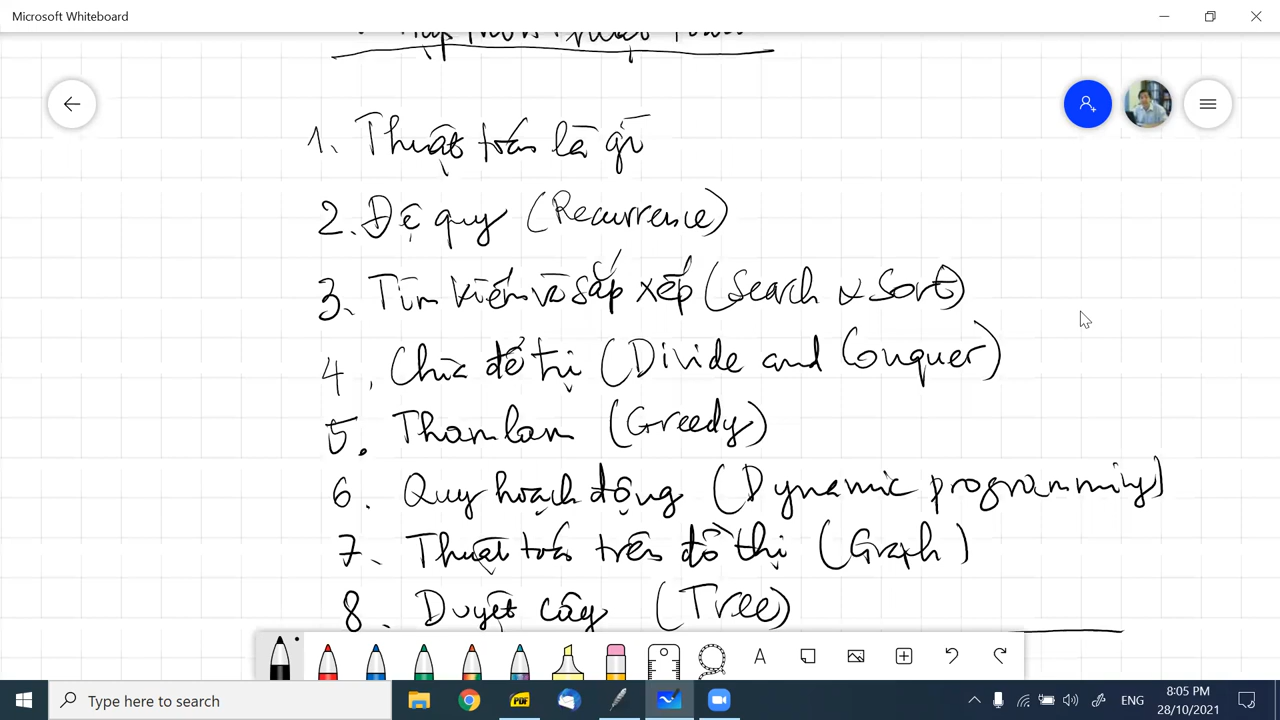 Microsoft Whiteboard
1. Thuật toán là gì
2. Đệ quy (Recurrence)
3. Tìm kiếm và sắp xếp (Search & Sort)
4. Chia để trị (Divide and Conquer)
5. Tham lam (Greedy)
6. Quy hoạch động (Dynamic programming)
7. Thuật toán trên đồ thị (Graph)
8. Duyệt cây (Tree)
A
Type here to search
PDF
ENG
8:05 PM
28/10/2021